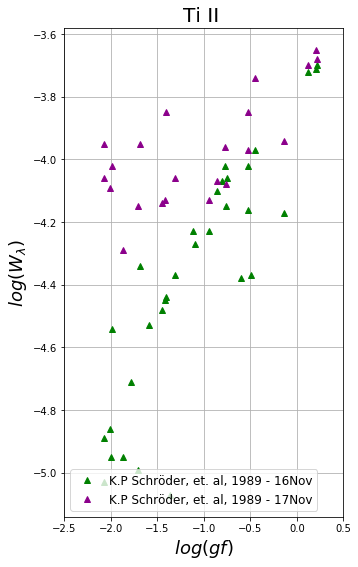 Ti II
−3.6
−3.8
−4.0
−4.2
−4.4
−4.6
−4.8
−5.0
log(W_λ)
K.P Schröder, et. al, 1989 - 16Nov
K.P Schröder, et. al, 1989 - 17Nov
−2.5 −2.0 −1.5 −1.0 −0.5 0.0 0.5
log(gf)